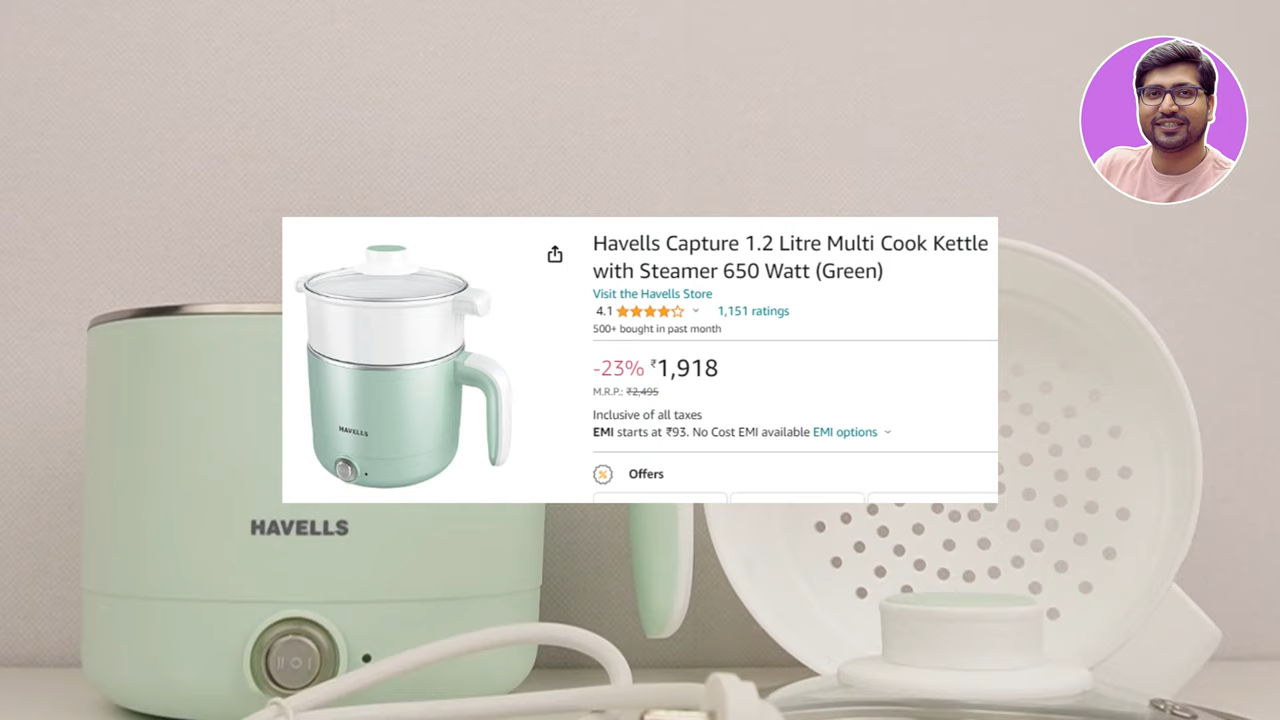 Havells Capture 1.2 Litre Multi Cook Kettle
with Steamer 650 Watt (Green)
Visit the Havells Store
4.1 1,151 ratings
500+ bought in past month
-23% ₹1,918
M.R.P.: ₹2,495
Inclusive of all taxes
EMI starts at ₹93. No Cost EMI available EMI options
% Offers
HAVELLS
HAVELLS
II O I